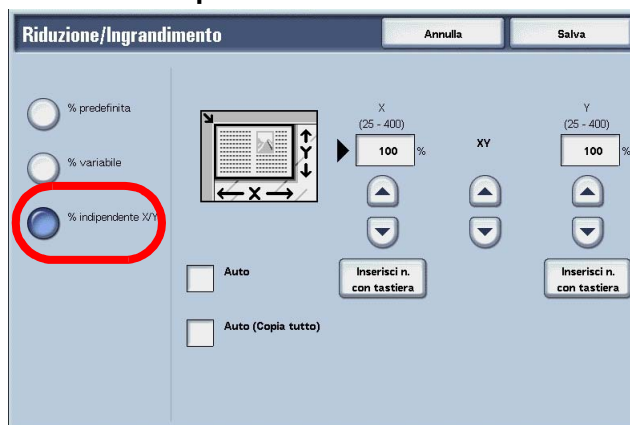 Riduzione/Ingrandimento
Annulla
Salva
% predefinita
% variabile
% indipendente X/Y
X
(25 - 400)
100 %
XY
Y
(25 - 400)
100 %
Y
X
Auto
Auto (Copia tutto)
Inserisci n.
con tastiera
Inserisci n.
con tastiera